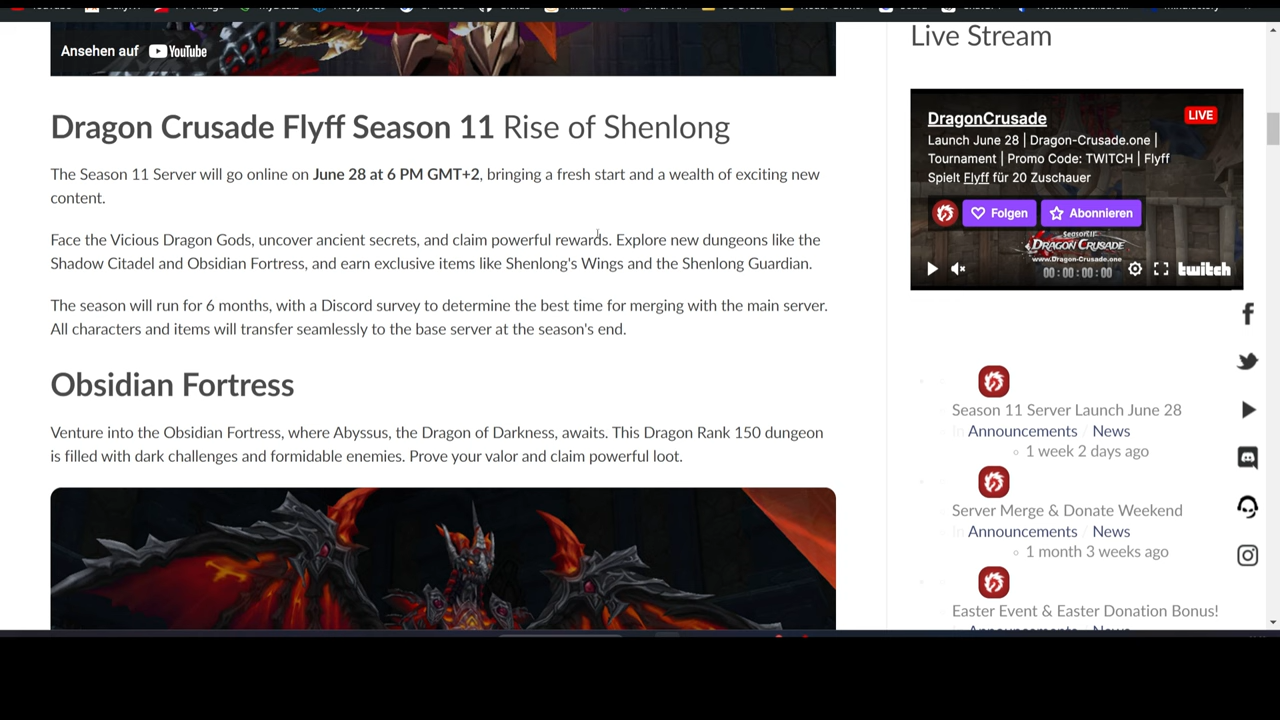 Ansehen auf YouTube
Dragon Crusade Flyff Season 11 Rise of Shenlong
The Season 11 Server will go online on June 28 at 6 PM GMT+2, bringing a fresh start and a wealth of exciting new
content.
Face the Vicious Dragon Gods, uncover ancient secrets, and claim powerful rewards. Explore new dungeons like the
Shadow Citadel and Obsidian Fortress, and earn exclusive items like Shenlong's Wings and the Shenlong Guardian.
The season will run for 6 months, with a Discord survey to determine the best time for merging with the main server.
All characters and items will transfer seamlessly to the base server at the season's end.
Obsidian Fortress
Venture into the Obsidian Fortress, where Abyssus, the Dragon of Darkness, awaits. This Dragon Rank 150 dungeon
is filled with dark challenges and formidable enemies. Prove your valor and claim powerful loot.
Live Stream
DragonCrusade
LIVE
Launch June 28 | Dragon-Crusade.one |
Tournament | Promo Code: TWITCH | Flyff
Spielt Flyff für 20 Zuschauer
Folgen
Abonnieren
DRAGON CRUSADE
www.Dragon-Crusade.one
00:00:00:00
twitch
Season 11 Server Launch June 28
In Announcements / News
1 week 2 days ago
Server Merge & Donate Weekend
In Announcements / News
1 month 3 weeks ago
Easter Event & Easter Donation Bonus!
In Announcements / News